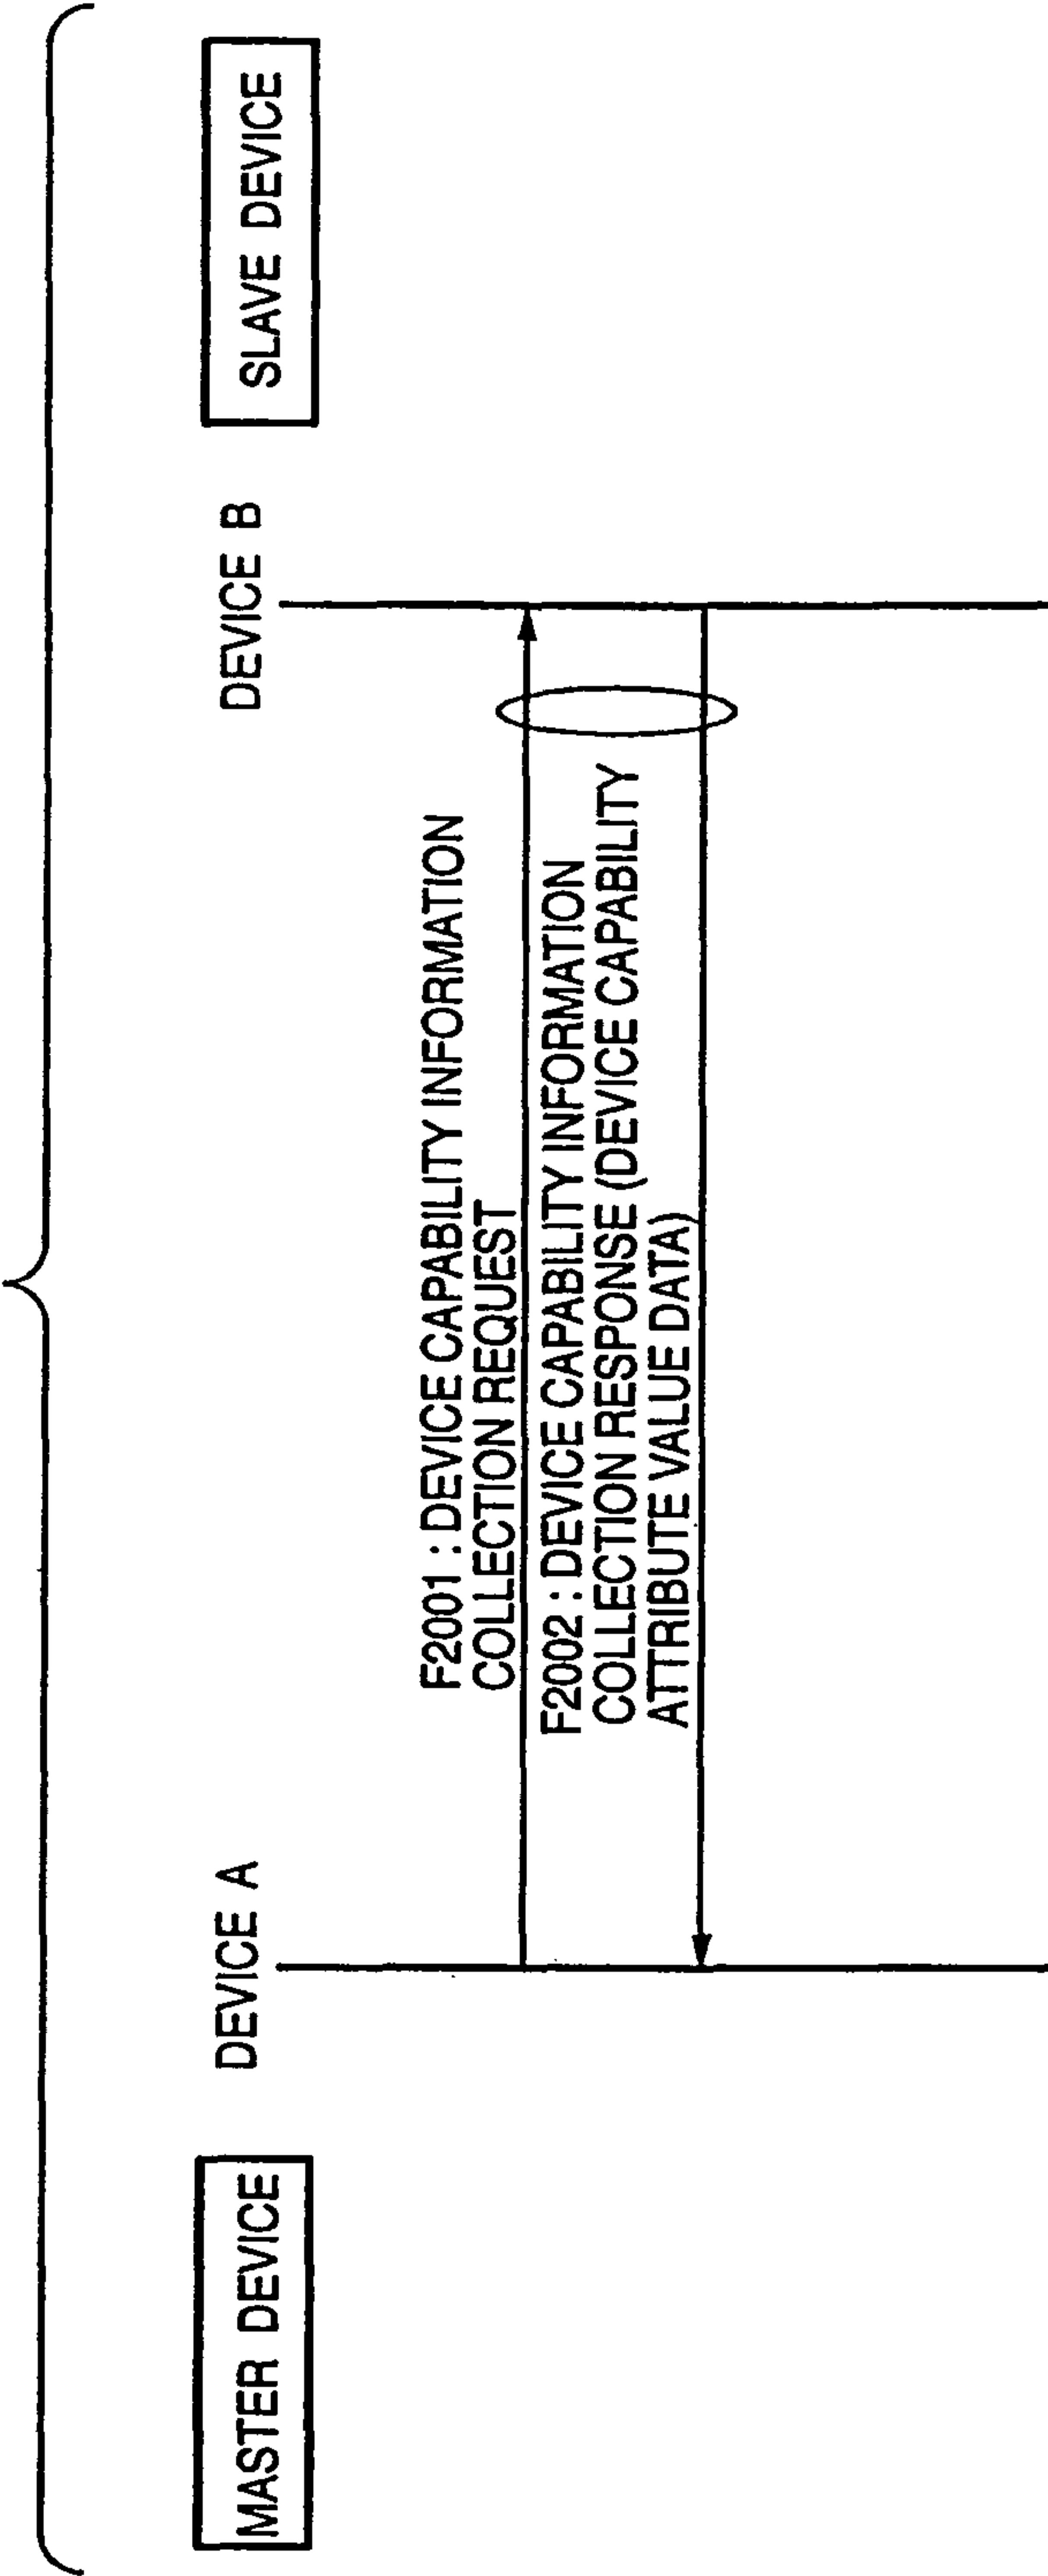 MASTER DEVICE
DEVICE A
DEVICE B
SLAVE DEVICE
F2001 : DEVICE CAPABILITY INFORMATION
COLLECTION REQUEST
F2002 : DEVICE CAPABILITY INFORMATION
COLLECTION RESPONSE (DEVICE CAPABILITY
ATTRIBUTE VALUE DATA)